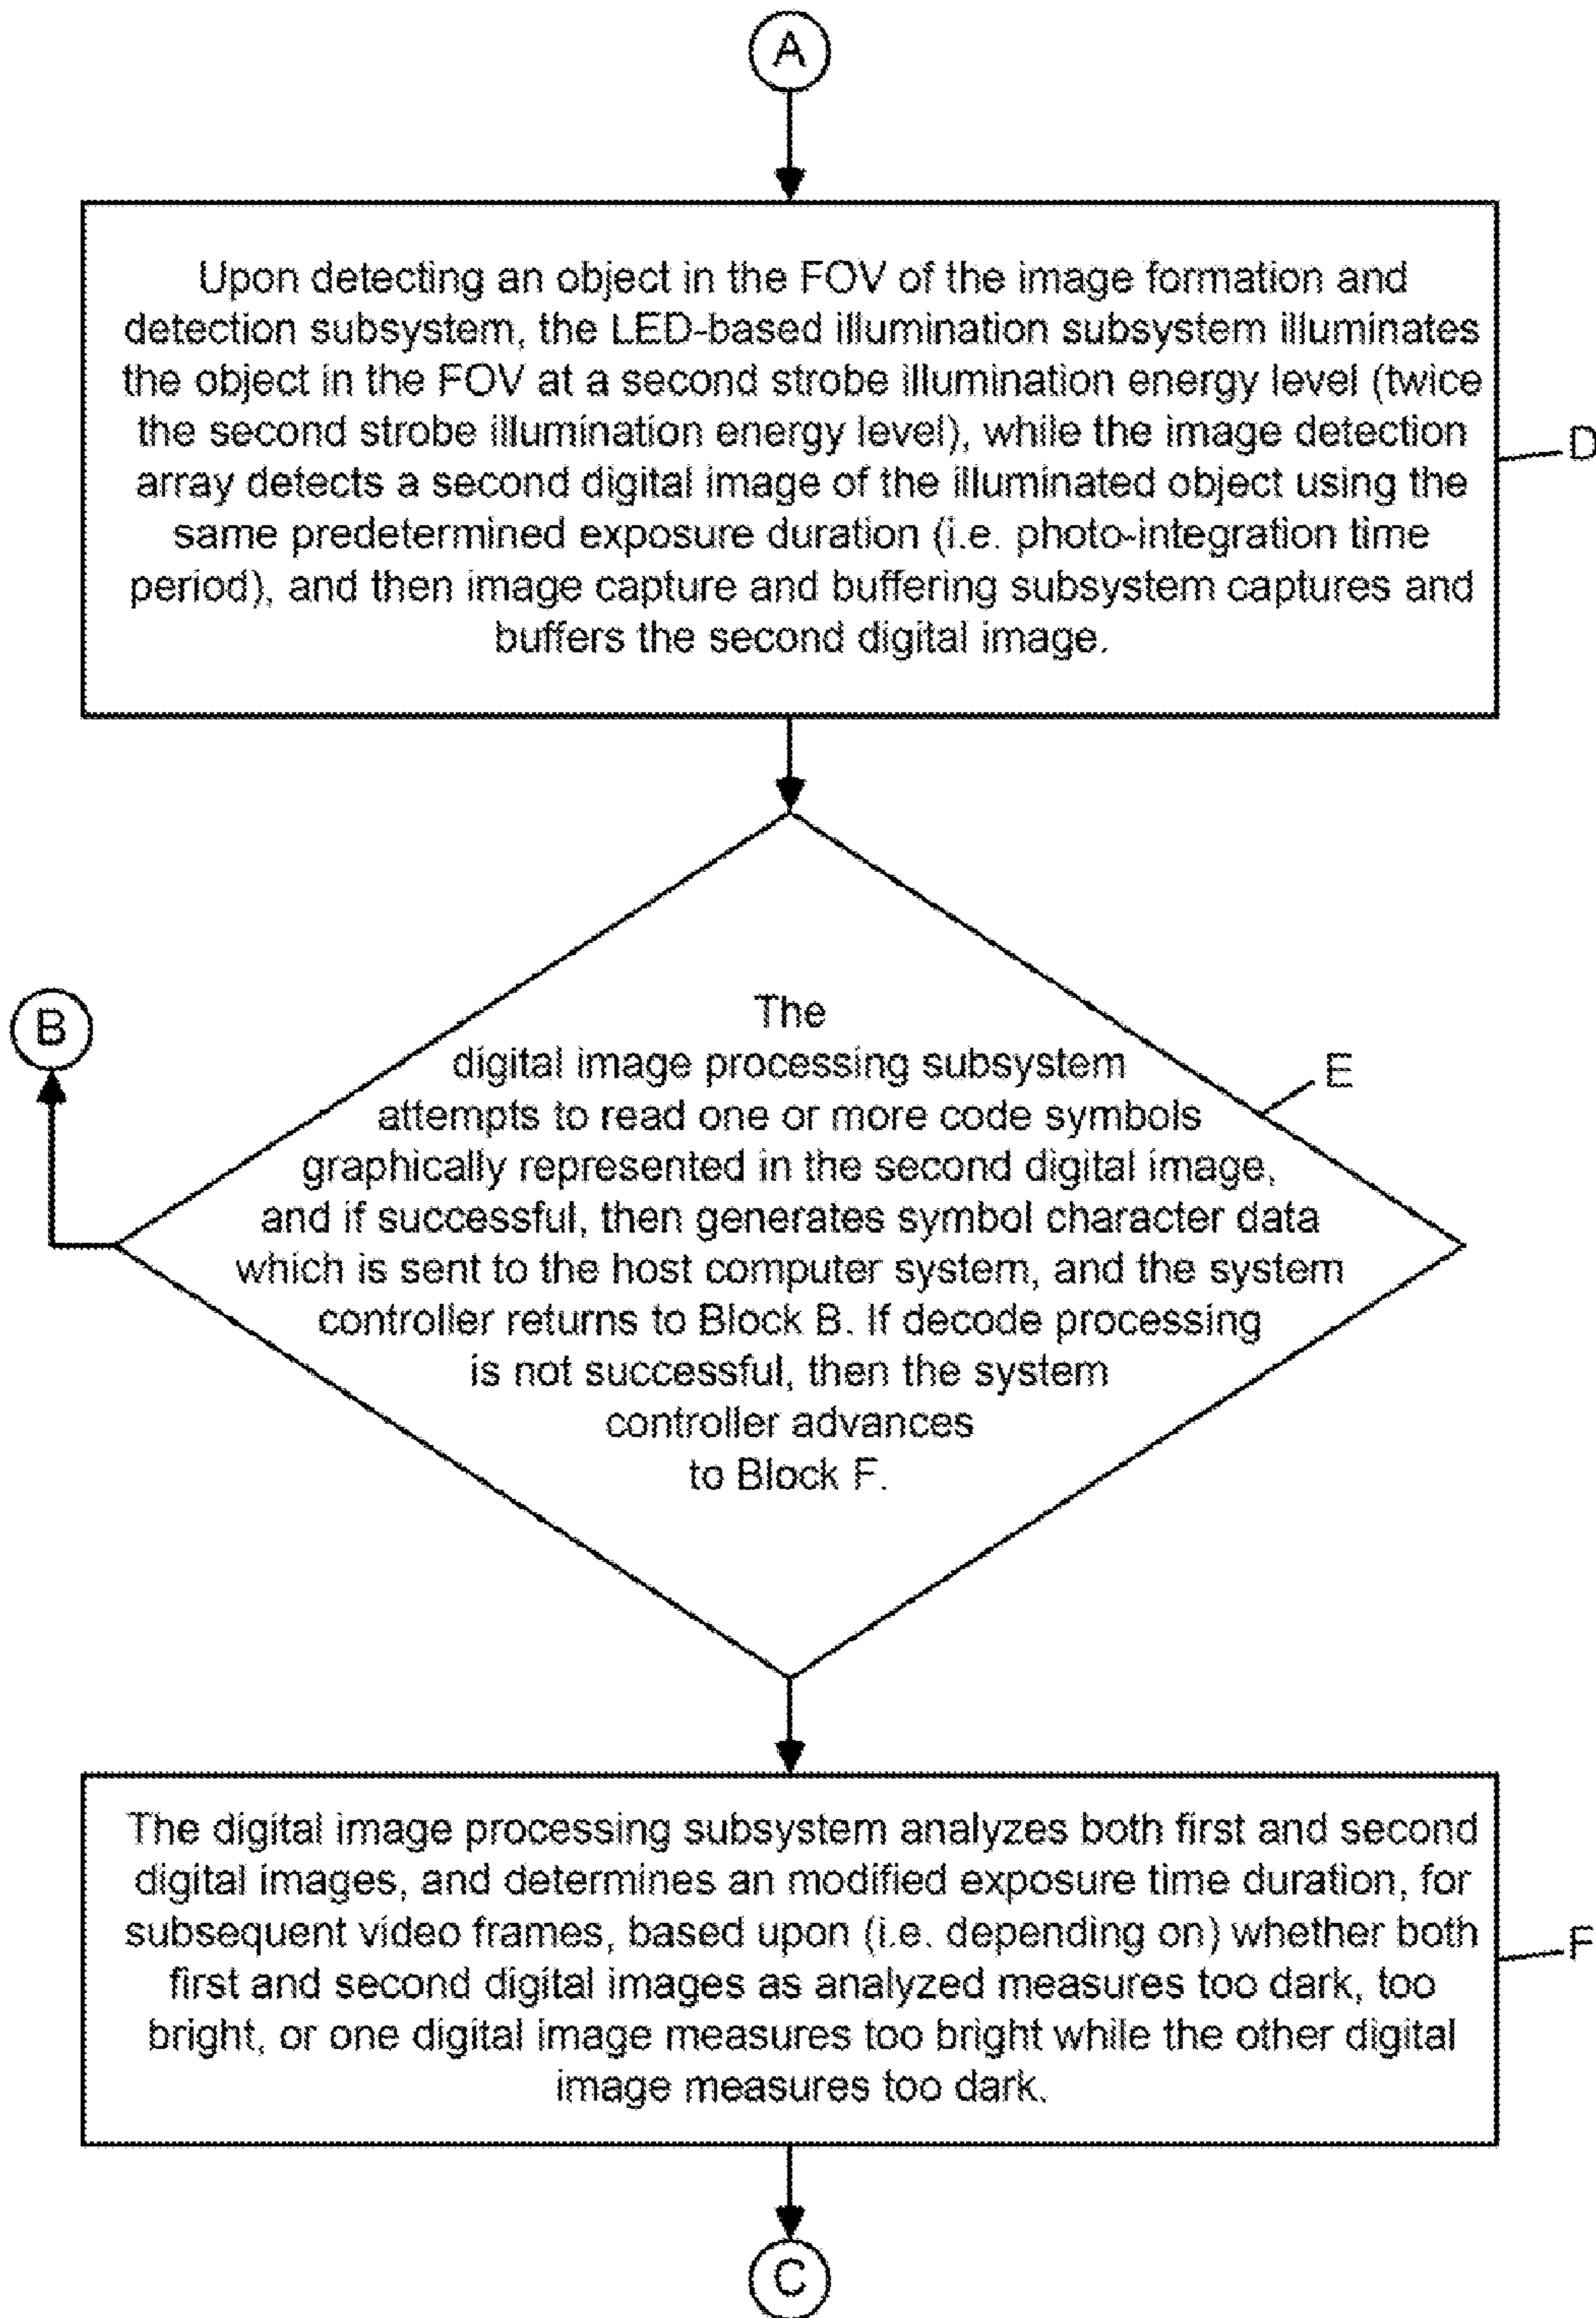 A
Upon detecting an object in the FOV of the image formation and
detection subsystem, the LED-based illumination subsystem illuminates
the object in the FOV at a second strobe illumination energy level (twice
the second strobe illumination energy level), while the image detection
array detects a second digital image of the illuminated object using the
same predetermined exposure duration (i.e. photo-integration time
period), and then image capture and buffering subsystem captures and
buffers the second digital image.
D
B
The
digital image processing subsystem
attempts to read one or more code symbols
graphically represented in the second digital image,
and if successful, then generates symbol character data
which is sent to the host computer system, and the system
controller returns to Block B. If decode processing
is not successful, then the system
controller advances
to Block F.
E
The digital image processing subsystem analyzes both first and second
digital images, and determines an modified exposure time duration, for
subsequent video frames, based upon (i.e. depending on) whether both
first and second digital images as analyzed measures too dark, too
bright, or one digital image measures too bright while the other digital
image measures too dark.
F
C